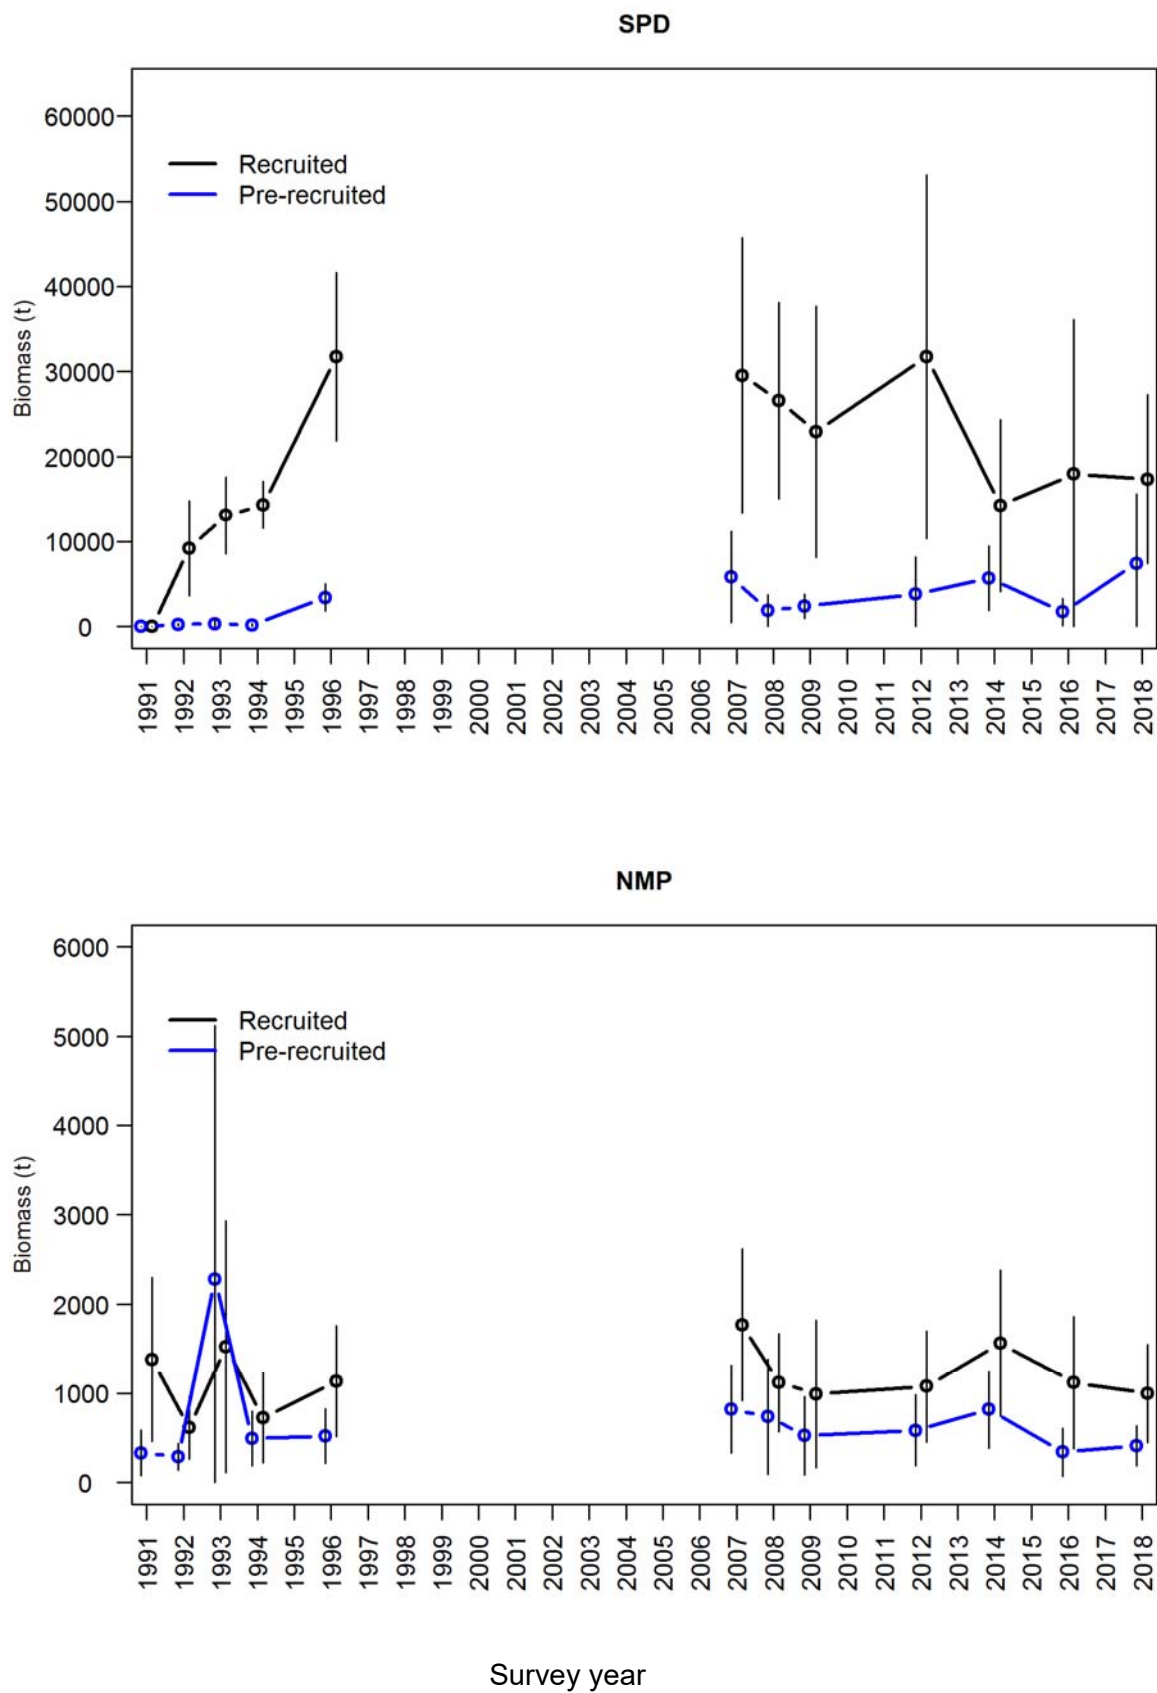 SPD
60000
50000
40000
30000
20000
10000
0
Biomass (t)
Recruited
Pre-recruited
1991 1992 1993 1994 1995 1996 1997 1998 1999 2000 2001 2002 2003 2004 2005 2006 2007 2008 2009 2010 2011 2012 2013 2014 2015 2016 2017 2018
NMP
6000
5000
4000
3000
2000
1000
0
Biomass (t)
Recruited
Pre-recruited
1991 1992 1993 1994 1995 1996 1997 1998 1999 2000 2001 2002 2003 2004 2005 2006 2007 2008 2009 2010 2011 2012 2013 2014 2015 2016 2017 2018
Survey year